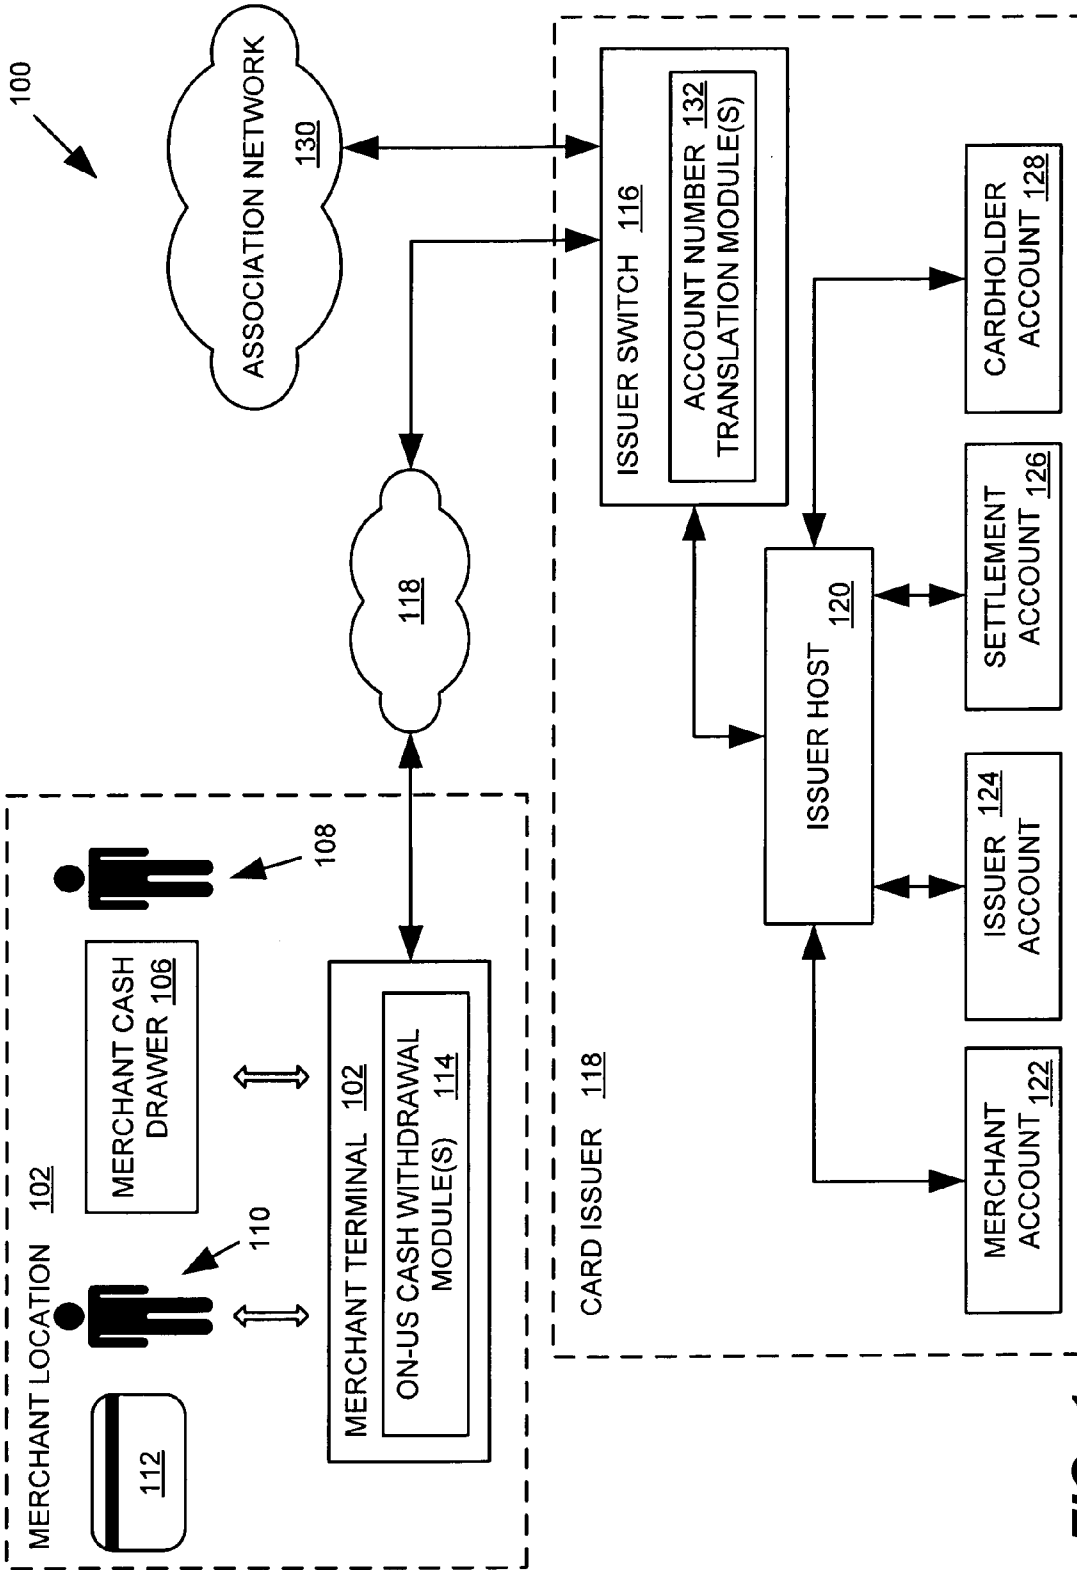 100
MERCHANT LOCATION 102
112
110
MERCHANT CASH
DRAWER 106
108
MERCHANT TERMINAL 102
ON-US CASH WITHDRAWAL
MODULE(S) 114
118
ASSOCIATION NETWORK
130
CARD ISSUER 118
ISSUER SWITCH 116
ACCOUNT NUMBER 132
TRANSLATION MODULE(S)
ISSUER HOST 120
MERCHANT
ACCOUNT 122
ISSUER 124
ACCOUNT
SETTLEMENT
ACCOUNT 126
CARDHOLDER
ACCOUNT 128